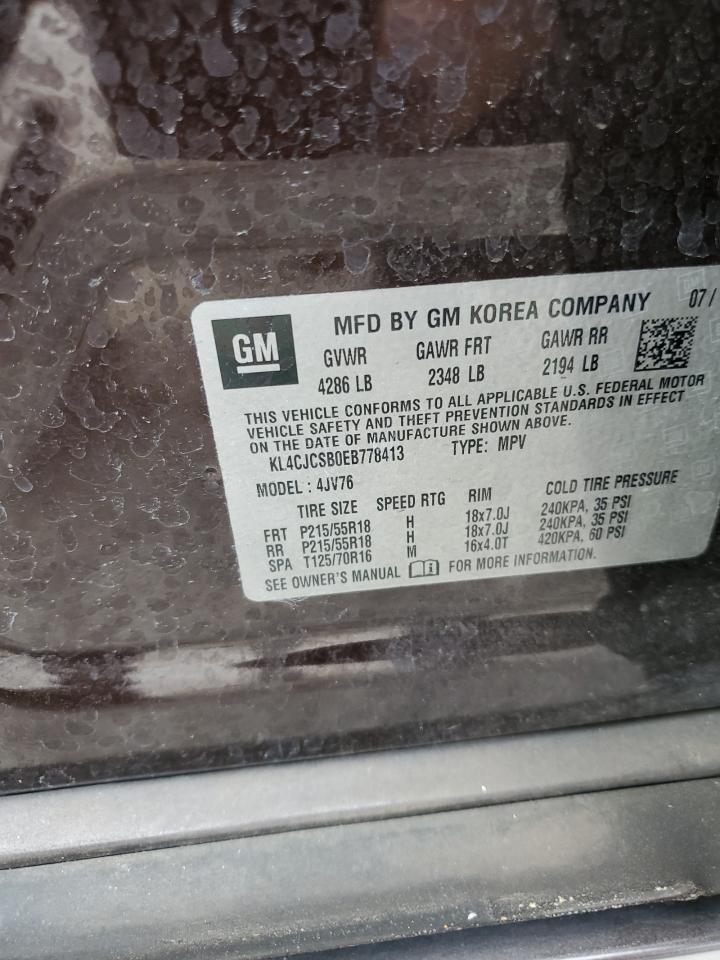 GM
MFD BY GM KOREA COMPANY 07/
GVWR GAWR FRT GAWR RR
4286 LB 2348 LB 2194 LB
THIS VEHICLE CONFORMS TO ALL APPLICABLE U.S. FEDERAL MOTOR
VEHICLE SAFETY AND THEFT PREVENTION STANDARDS IN EFFECT
ON THE DATE OF MANUFACTURE SHOWN ABOVE.
KL4CJCSB0EB778413 TYPE: MPV
MODEL : 4JV76
TIRE SIZE SPEED RTG RIM COLD TIRE PRESSURE
FRT P215/55R18 H 18x7.0J 240KPA, 35 PSI
RR P215/55R18 H 18x7.0J 240KPA, 35 PSI
SPA T125/70R16 M 16x4.0T 420KPA, 60 PSI
SEE OWNER'S MANUAL FOR MORE INFORMATION.